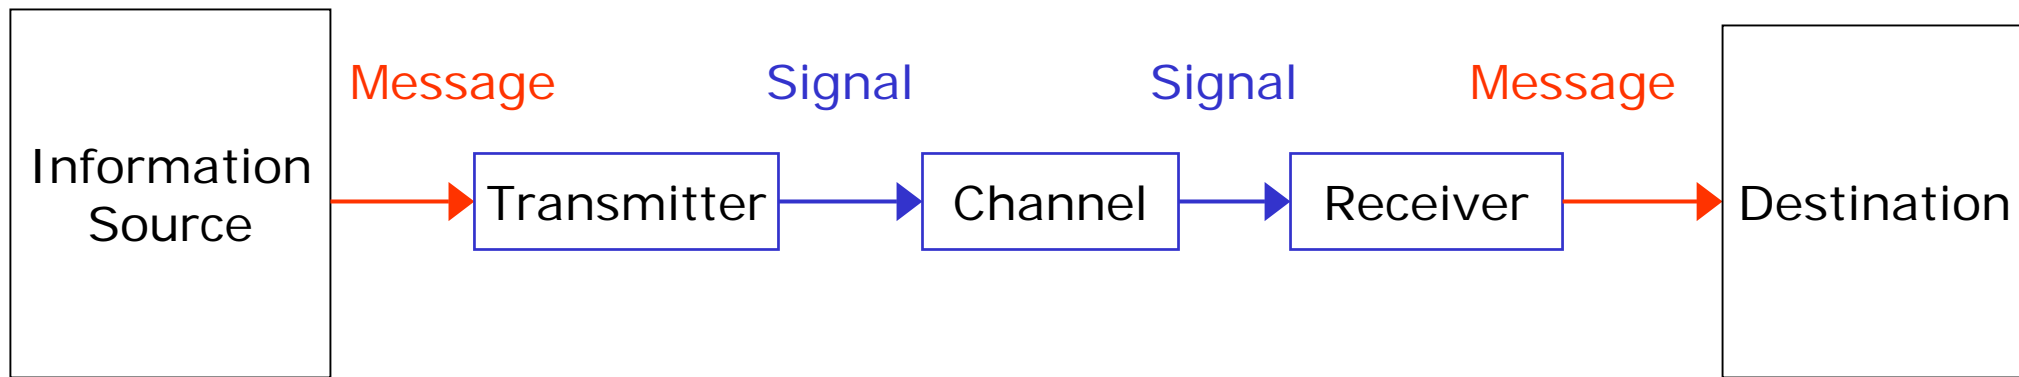 Message
Signal
Signal
Message
Information
Source
Transmitter
Channel
Receiver
Destination